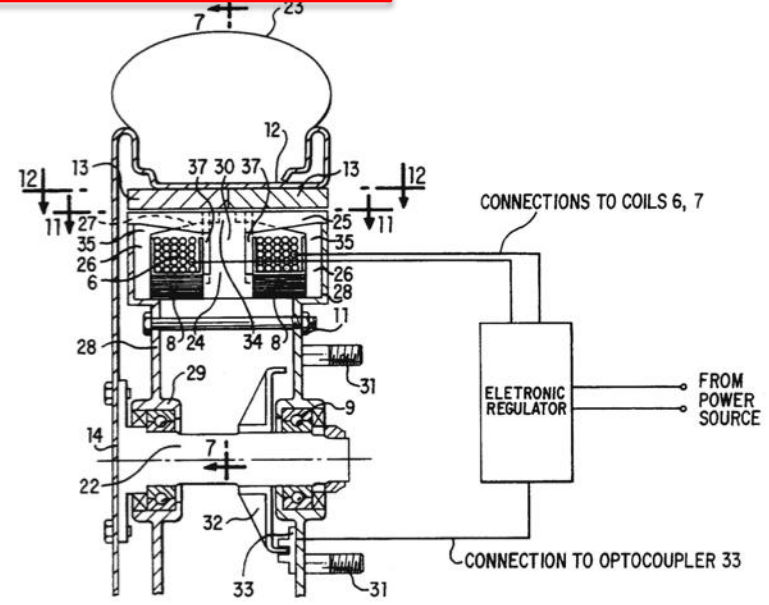 7
23
12
13 37 30 37 13
12 12
11 27 25 11
35 35
26 26
6
28
8 24 34 8 11
28
31
29
9
14
7
22
32
33
31
CONNECTIONS TO COILS 6, 7
ELETRONIC
REGULATOR
FROM
POWER
SOURCE
CONNECTION TO OPTOCOUPLER 33